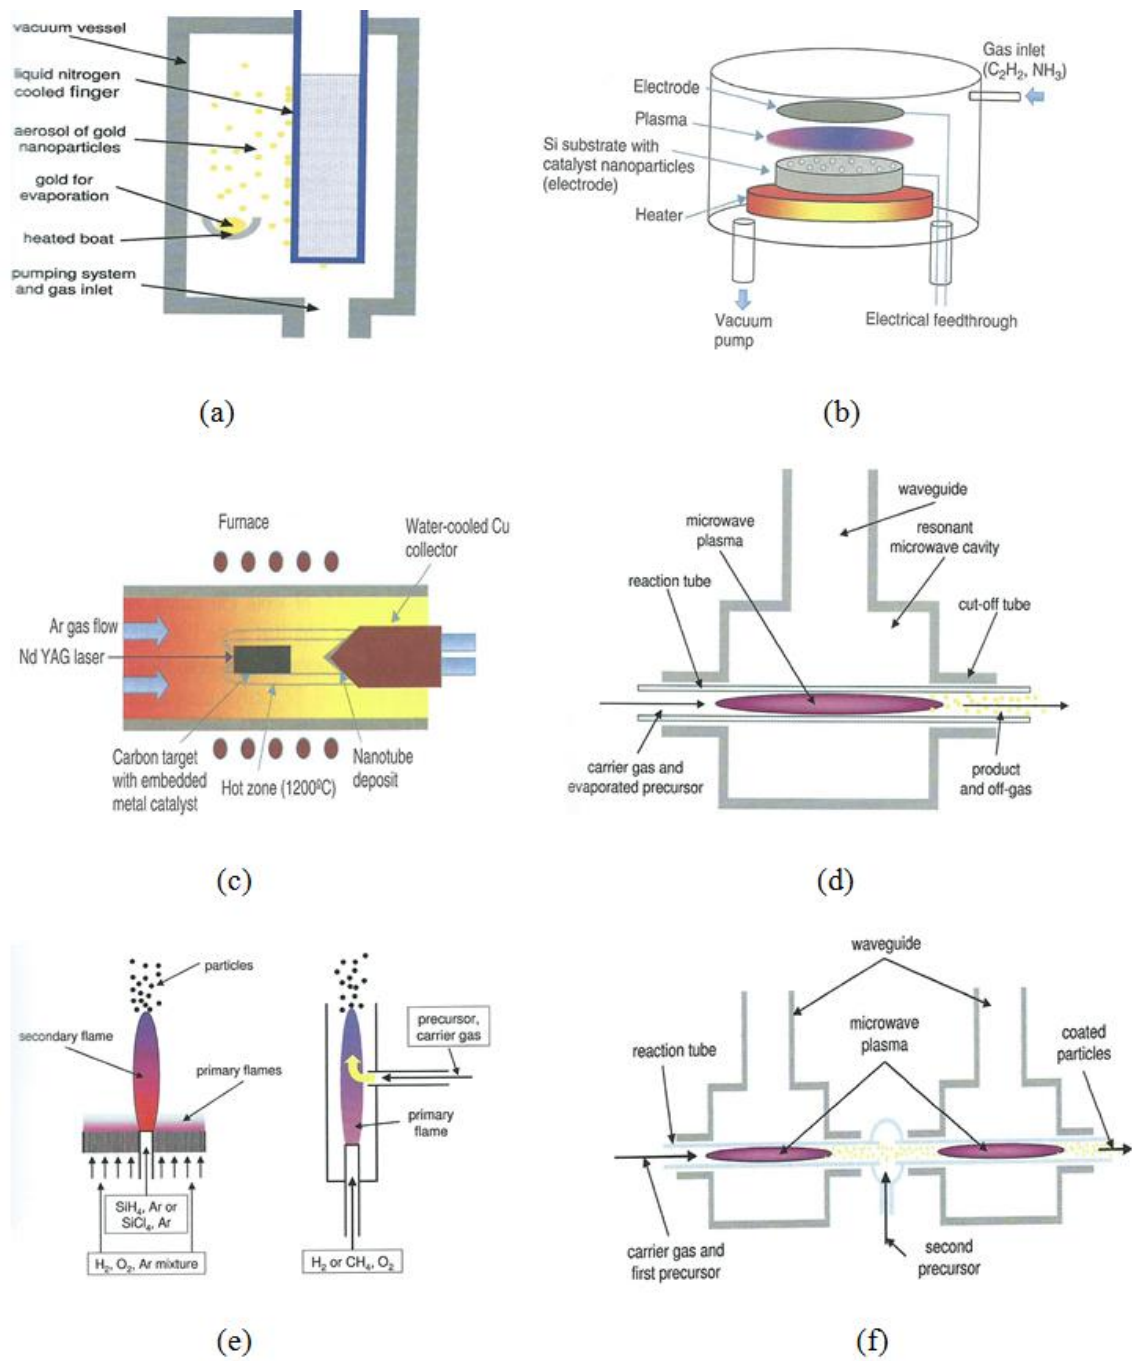 vacuum vessel
liquid nitrogen
cooled finger
aerosol of gold
nanoparticles
gold for
evaporation
heated boat
pumping system
and gas inlet
(a)
Gas inlet
(C₂H₂, NH₃)
Electrode
Plasma
Si substrate with
catalyst nanoparticles
(electrode)
Heater
Vacuum
pump
Electrical feedthrough
(b)
Furnace
Water-cooled Cu
collector
Ar gas flow
Nd YAG laser
Carbon target
with embedded
metal catalyst
Hot zone (1200ºC)
Nanotube
deposit
(c)
waveguide
microwave
plasma
resonant
microwave cavity
reaction tube
cut-off tube
carrier gas and
evaporated precursor
product
and off-gas
(d)
particles
secondary flame
primary flames
SiH₄, Ar or
SiCl₄, Ar
H₂, O₂, Ar mixture
precursor,
carrier gas
primary
flame
H₂ or CH₄, O₂
(e)
waveguide
microwave
plasma
reaction tube
coated
particles
carrier gas and
first precursor
second
precursor
(f)